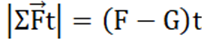 |ΣF⃗t| = (F − G)t